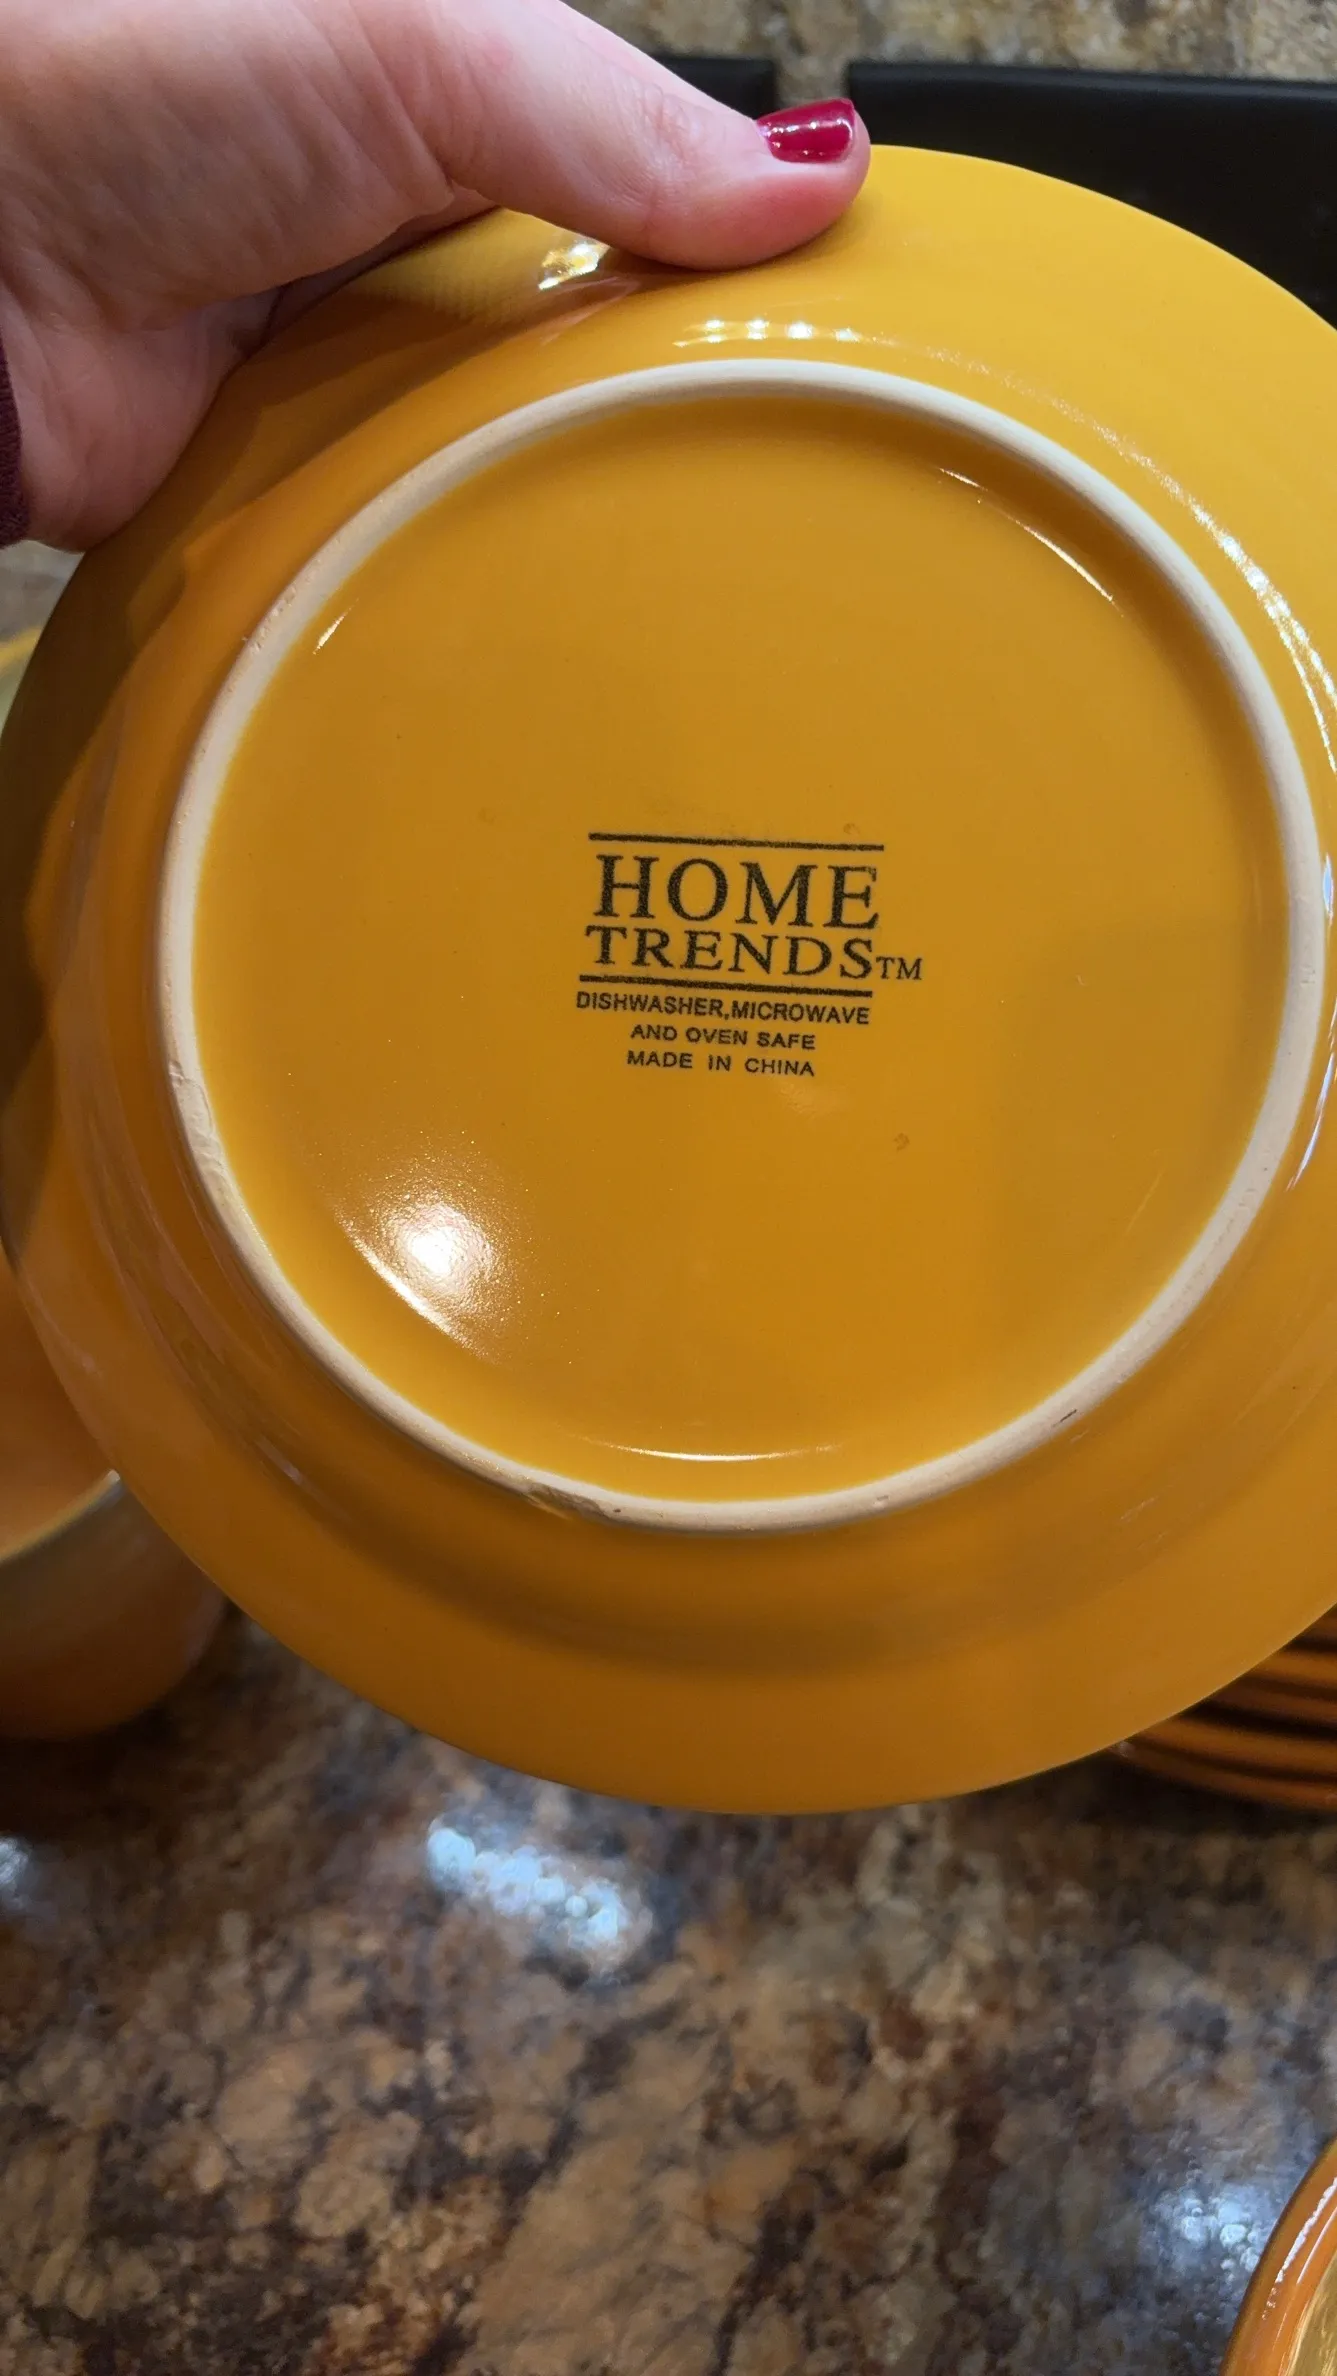 HOME
TRENDS™
DISHWASHER,MICROWAVE
AND OVEN SAFE
MADE IN CHINA